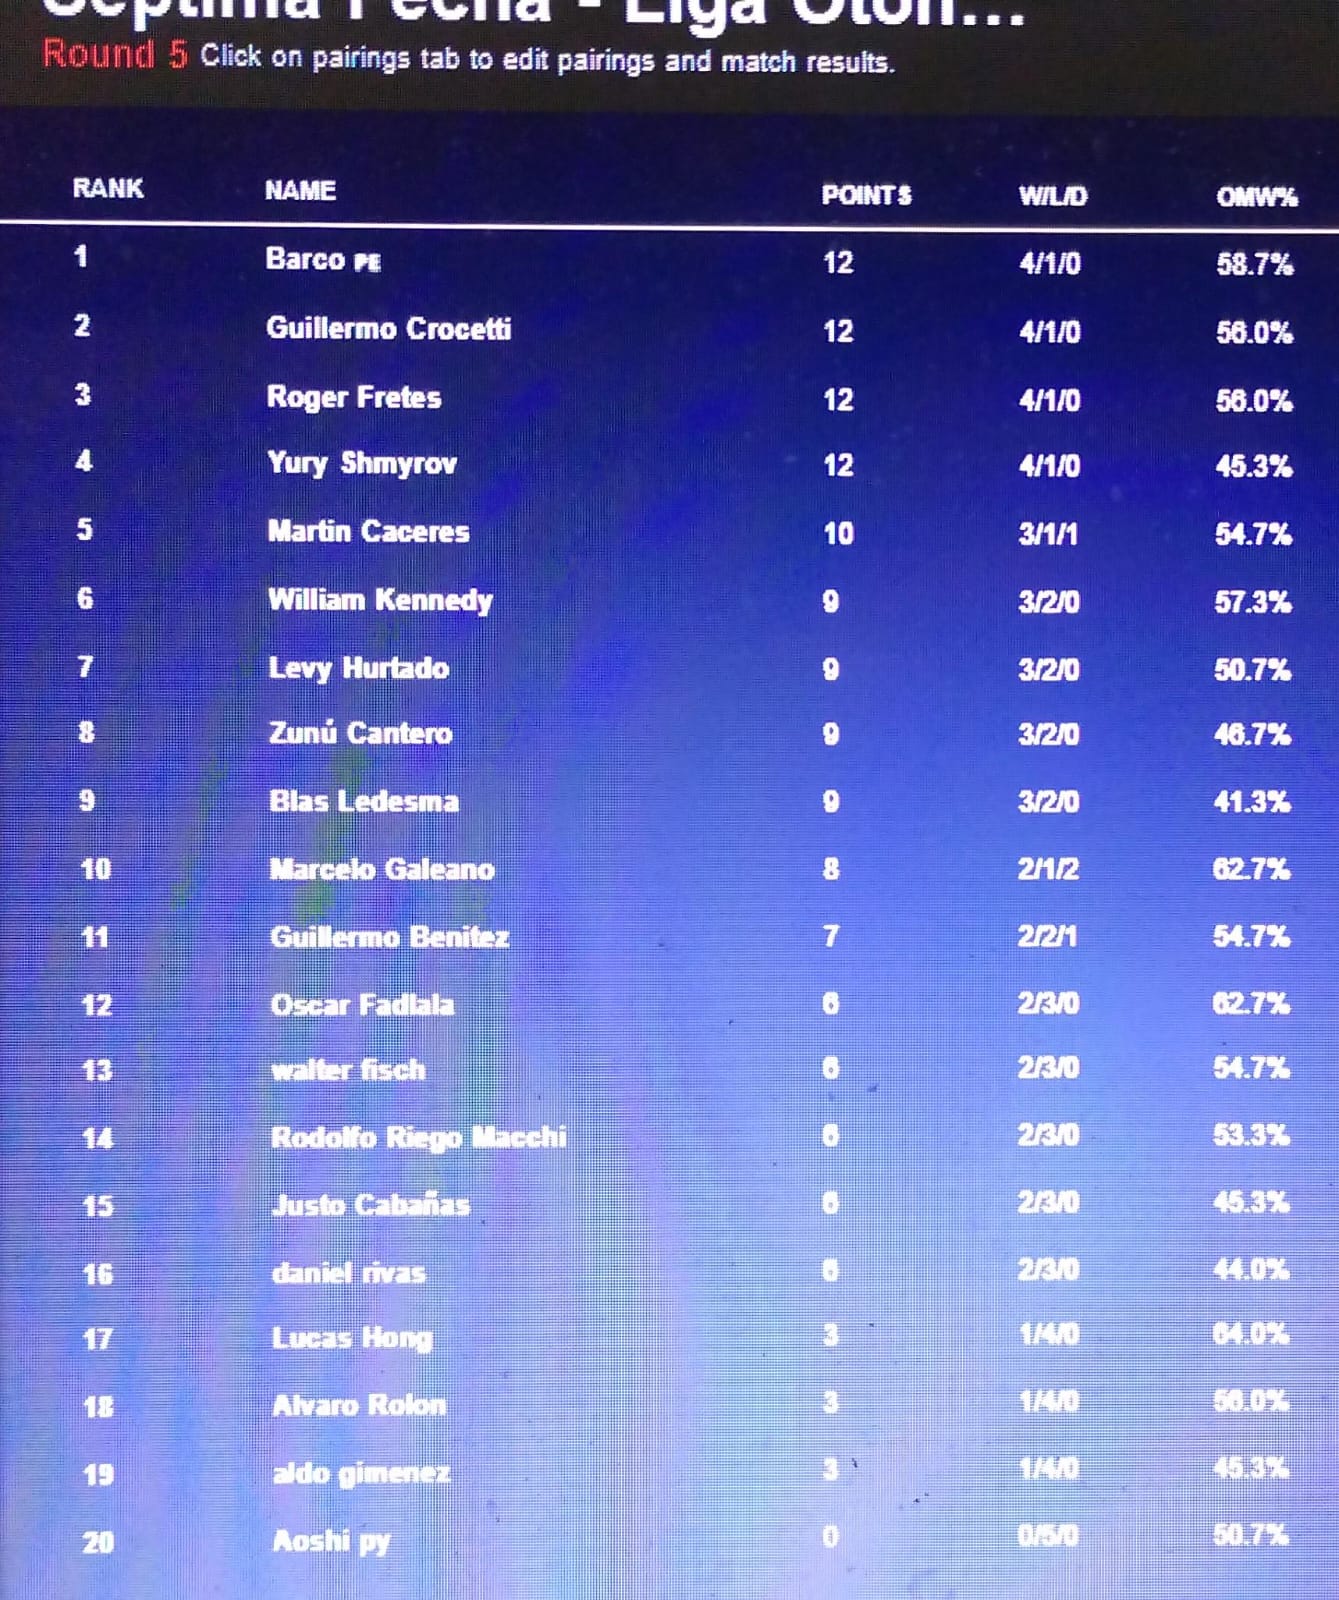 Séptima Fecha - Liga Otoñ...
Round 5 Click on pairings tab to edit pairings and match results.
RANK NAME POINTS W/L/D OMW%
1 Barco PE 12 4/1/0 58.7%
2 Guillermo Crocetti 12 4/1/0 56.0%
3 Roger Fretes 12 4/1/0 56.0%
4 Yury Shmyrov 12 4/1/0 45.3%
5 Martin Caceres 10 3/1/1 54.7%
6 William Kennedy 9 3/2/0 57.3%
7 Levy Hurtado 9 3/2/0 50.7%
8 Zunú Cantero 9 3/2/0 46.7%
9 Blas Ledesma 9 3/2/0 41.3%
10 Marcelo Galeano 8 2/1/2 62.7%
11 Guillermo Benitez 7 2/2/1 54.7%
12 Oscar Fadlala 6 2/3/0 62.7%
13 walter fisch 6 2/3/0 54.7%
14 Rodolfo Riego Macchi 6 2/3/0 53.3%
15 Justo Cabañas 6 2/3/0 45.3%
16 daniel rivas 6 2/3/0 44.0%
17 Lucas Hong 3 1/4/0 64.0%
18 Alvaro Rolon 3 1/4/0 56.0%
19 aldo gimenez 3 1/4/0 45.3%
20 Aoshi py 0 0/5/0 50.7%